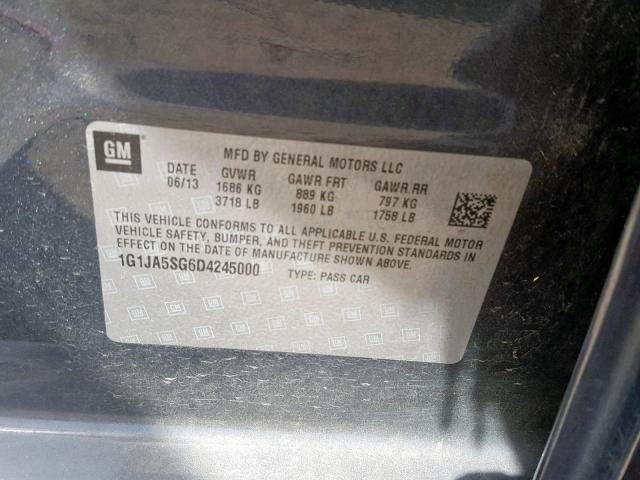 GM
MFD BY GENERAL MOTORS LLC
DATE GVWR GAWR FRT GAWR RR
06/13 1686 KG 889 KG 797 KG
3718 LB 1960 LB 1758 LB
THIS VEHICLE CONFORMS TO ALL APPLICABLE U.S. FEDERAL MOTOR
VEHICLE SAFETY, BUMPER, AND THEFT PREVENTION STANDARDS IN
EFFECT ON THE DATE OF MANUFACTURE SHOWN ABOVE.
1G1JA5SG6D4245000 TYPE: PASS CAR